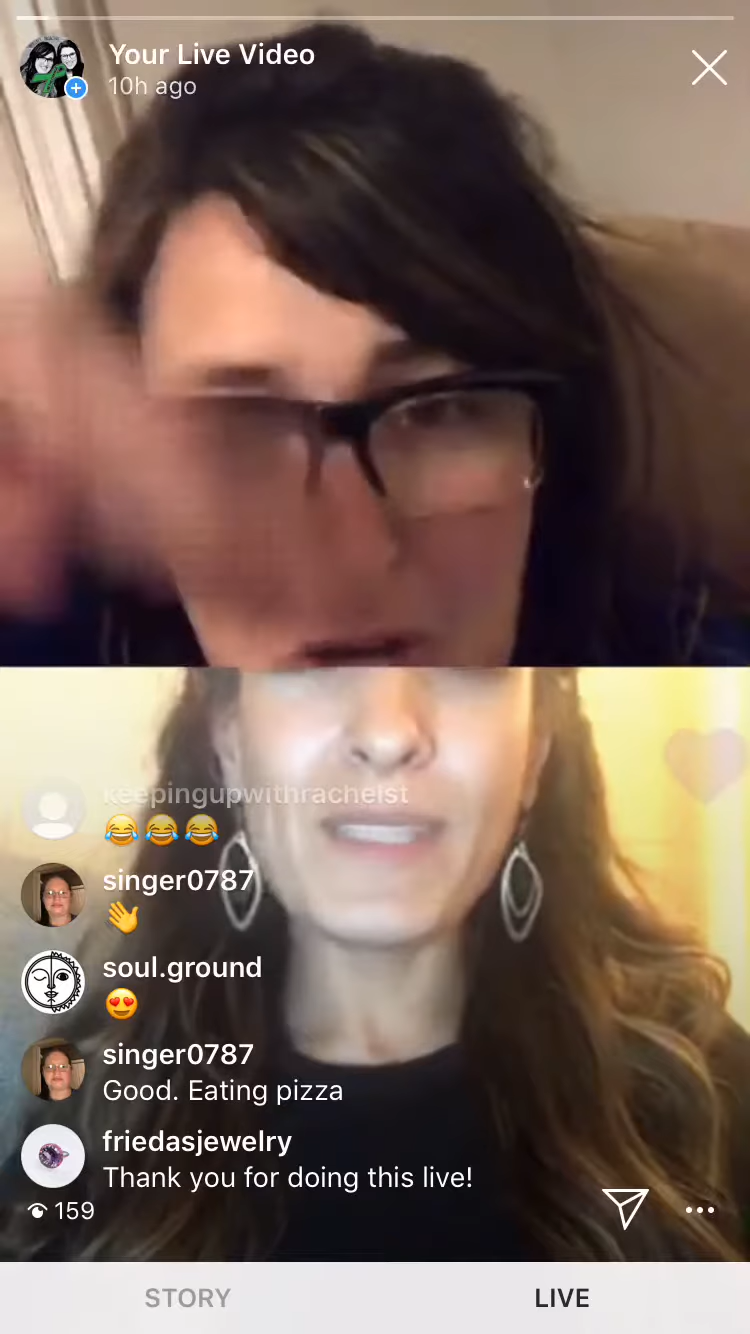 Your Live Video
10h ago
keepingupwithrachelst
😂😂😂
singer0787
👋
soul.ground
😍
singer0787
Good. Eating pizza
friedasjewelry
Thank you for doing this live!
159
STORY
LIVE